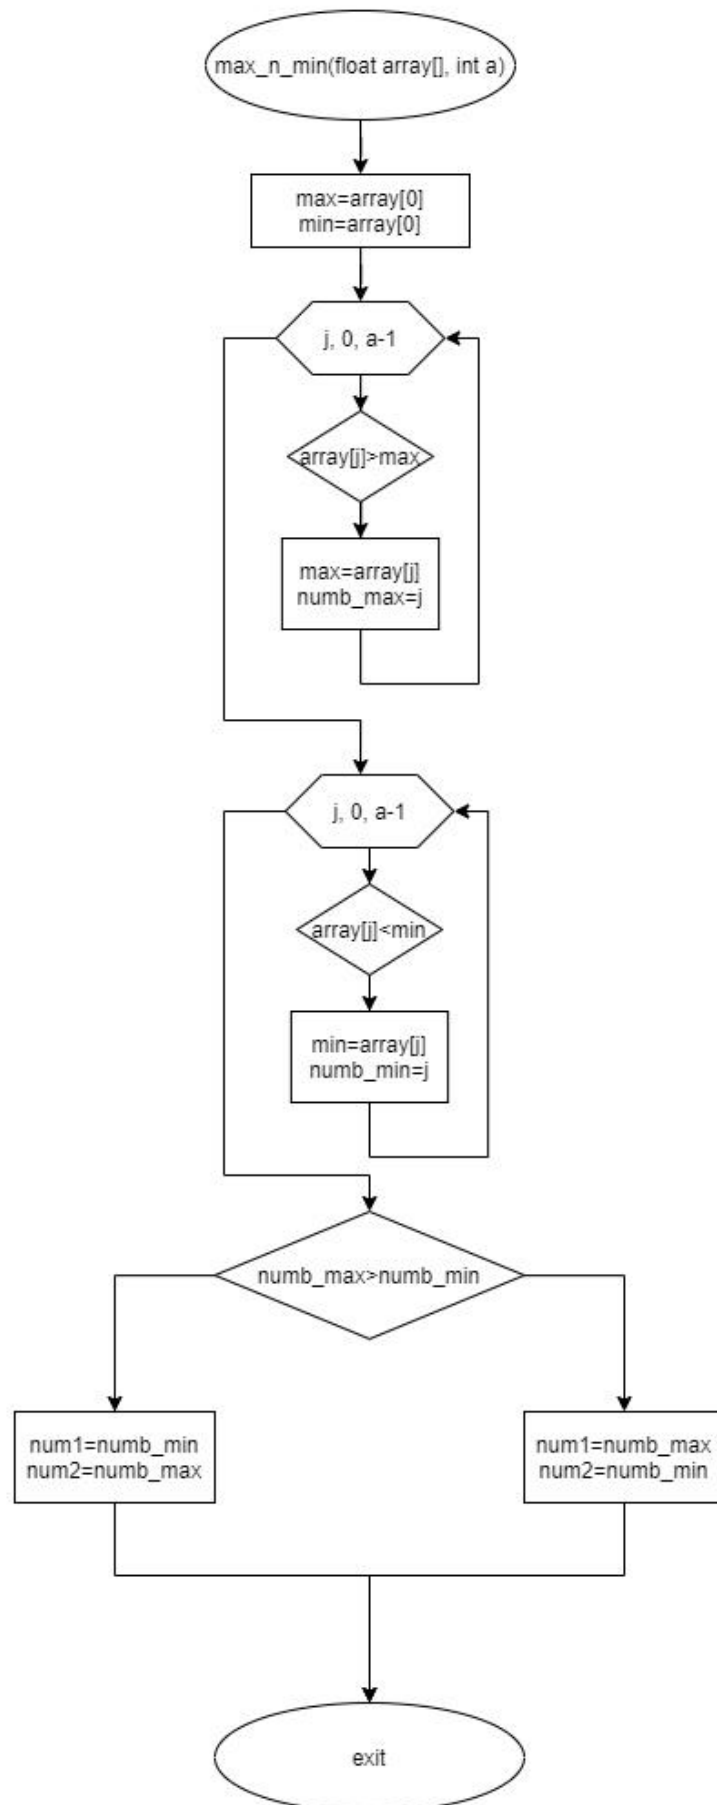 max_n_min(float array[], int a)
max=array[0]
min=array[0]
j, 0, a-1
array[j]>max
max=array[j]
numb_max=j
j, 0, a-1
array[j]<min
min=array[j]
numb_min=j
numb_max>numb_min
num1=numb_min
num2=numb_max
num1=numb_max
num2=numb_min
exit